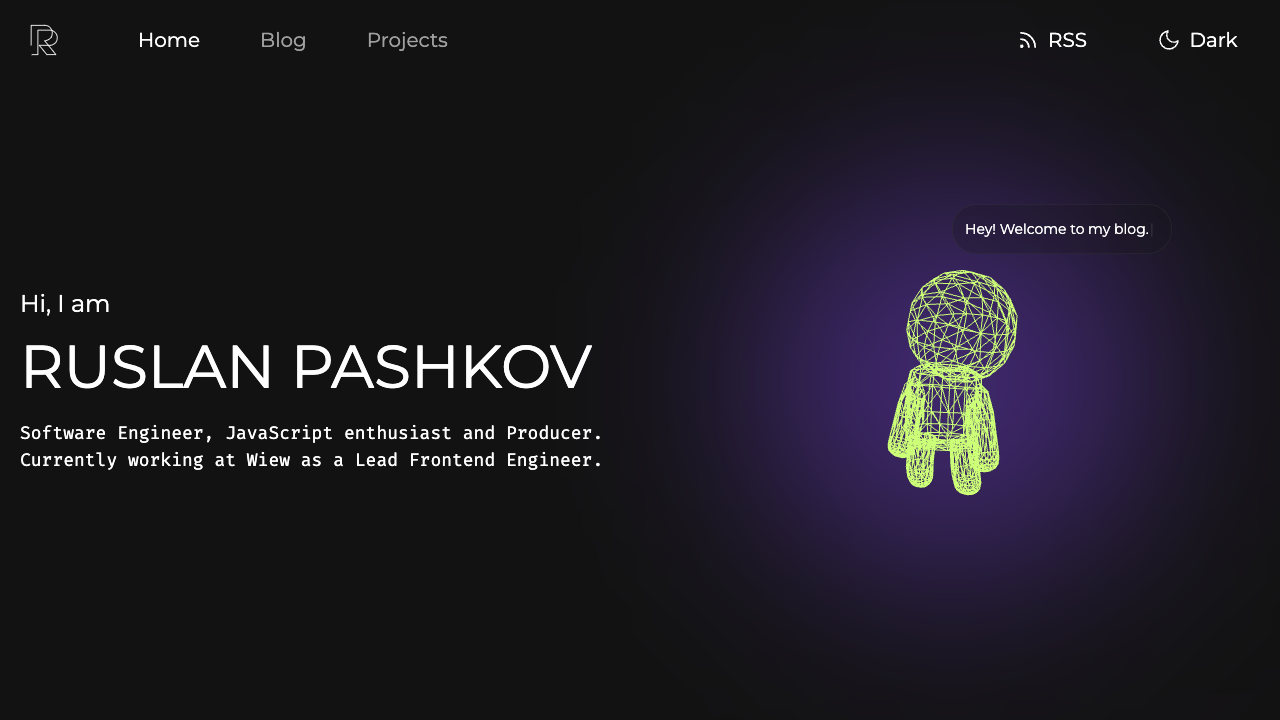 Home Blog Projects RSS Dark
Hey! Welcome to my blog.
Hi, I am
RUSLAN PASHKOV
Software Engineer, JavaScript enthusiast and Producer.
Currently working at Wiew as a Lead Frontend Engineer.